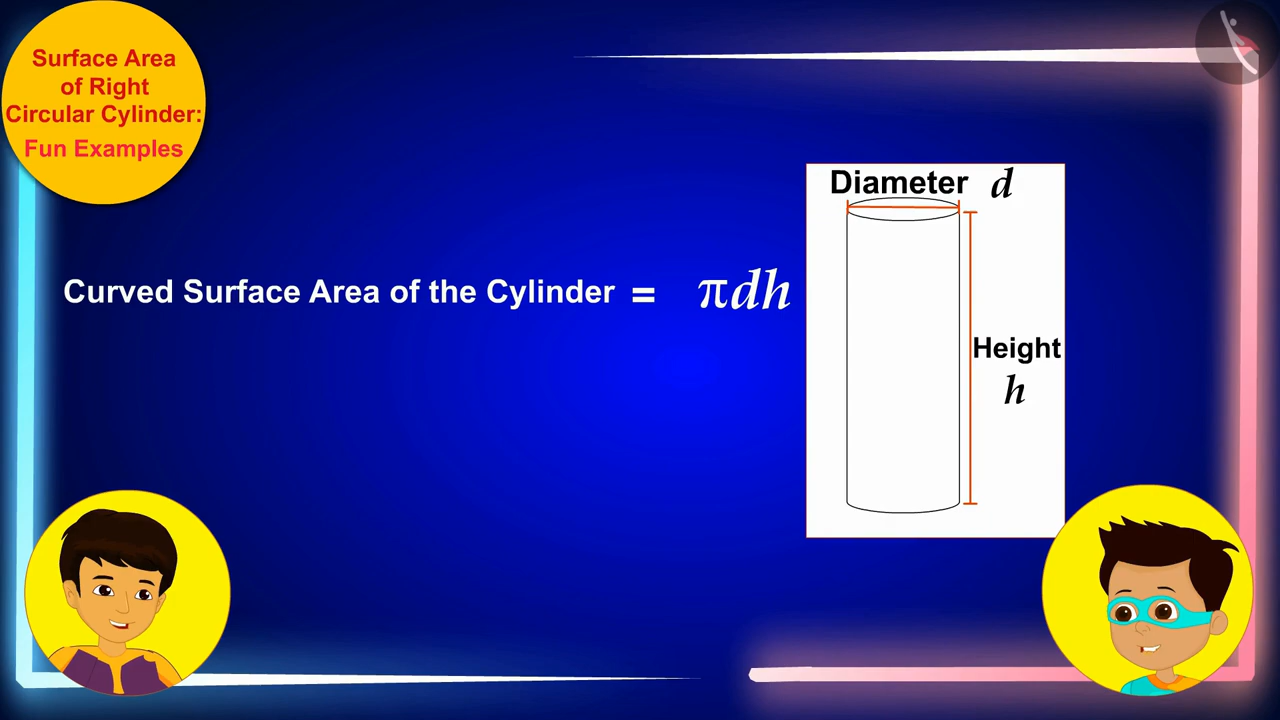 Surface Area
of Right
Circular Cylinder:
Fun Examples
Curved Surface Area of the Cylinder = πdh
Diameter d
Height
h